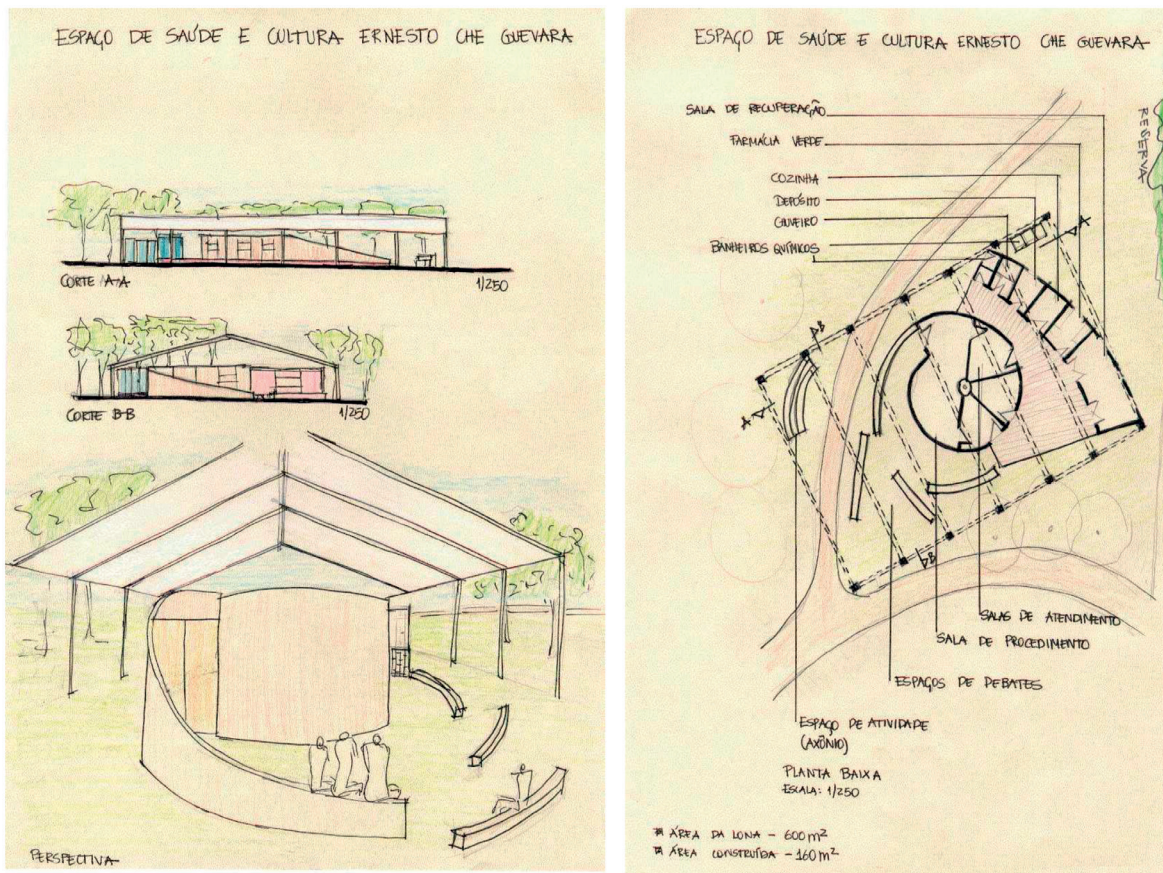 ESPAÇO DE SAÚDE E CULTURA ERNESTO CHE GUEVARA
CORTE A-A
1/250
CORTE B-B
1/250
PERSPECTIVA
ESPAÇO DE SAÚDE E CULTURA ERNESTO CHE GUEVARA
SALA DE RECUPERAÇÃO
FARMÁCIA VERDE
COZINHA
DEPÓSITO
CHUVEIRO
BANHEIROS QUÍMICOS
RESERVA
A
B
A
B
SALAS DE ATENDIMENTO
SALA DE PROCEDIMENTO
ESPAÇOS DE DEBATES
ESPAÇO DE ATIVIDADE
(AXÔNIO)
PLANTA BAIXA
ESCALA: 1/250
# ÁREA DA LONA - 600m²
# ÁREA CONSTRUÍDA - 160m²